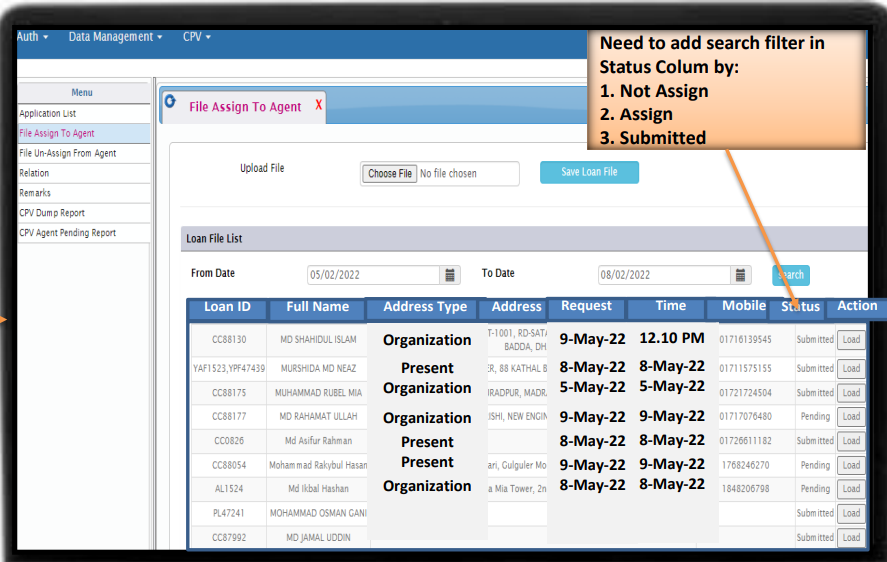 Auth Data Management CPV
Need to add search filter in
Status Colum by:
1. Not Assign
2. Assign
3. Submitted
Menu
Application List
File Assign To Agent
File Un-Assign From Agent
Relation
Remarks
CPV Dump Report
CPV Agent Pending Report
File Assign To Agent X
Upload File Choose File No file chosen Save Loan File
Loan File List
From Date 05/02/2022 To Date 08/02/2022 Search
Loan ID Full Name Address Type Address Request Time Mobile Status Action
CC88130 MD SHAHIDUL ISLAM Organization T-1001, RD-SATA BADDA, DH 9-May-22 12.10 PM 01716139545 Submitted Load
YAF1523,YPF47439 MURSHIDA MD NEAZ Present ER, 88 KATHAL B 8-May-22 8-May-22 01711575155 Submitted Load
CC88175 MUHAMMAD RUBEL MIA Organization IRADPUR, MADRA 5-May-22 5-May-22 01721724504 Submitted Load
CC88177 MD RAHAMAT ULLAH Organization ISHI, NEW ENGIN 9-May-22 9-May-22 01717076480 Pending Load
CC0826 Md Asifur Rahman Present 8-May-22 8-May-22 01726611182 Submitted Load
CC88054 Mohammad Rakybul Hasan Present ari, Gulguler Mo 9-May-22 9-May-22 1768246270 Pending Load
AL1524 Md Ikbal Hashan Organization a Mia Tower, 2n 8-May-22 8-May-22 1848206798 Pending Load
PL47241 MOHAMMAD OSMAN GANI Submitted Load
CC87992 MD JAMAL UDDIN Submitted Load